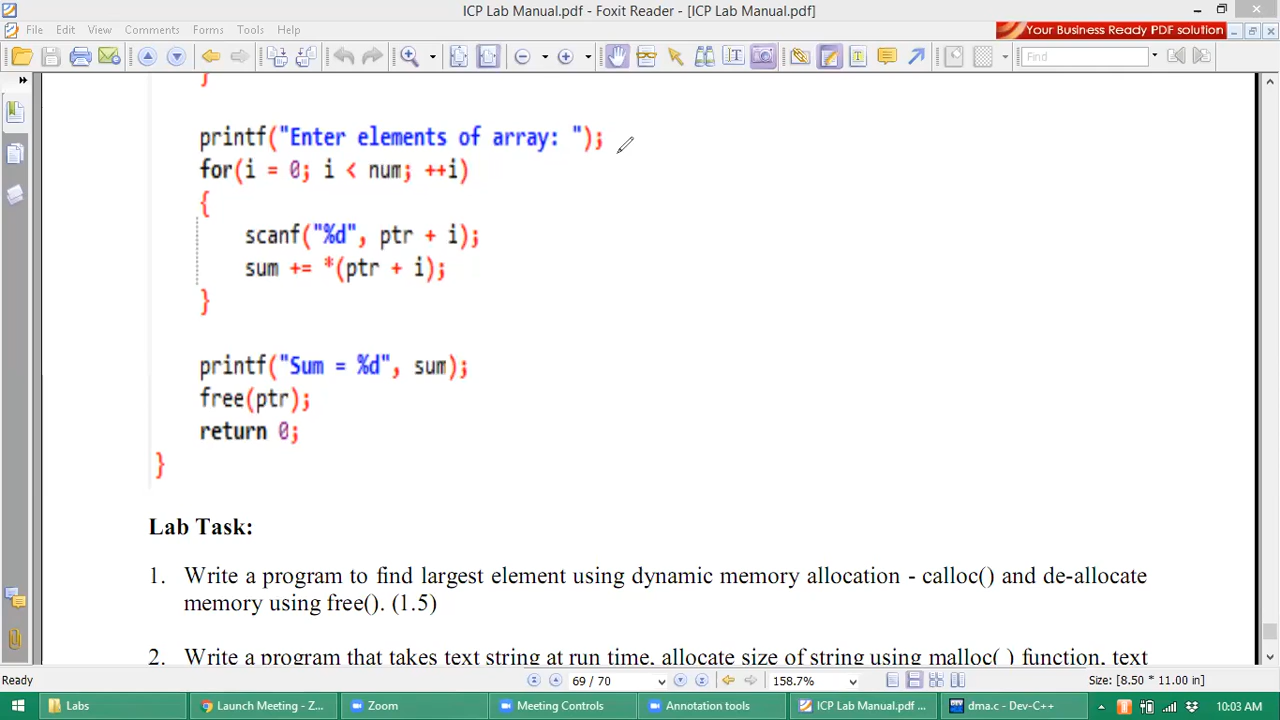 ICP Lab Manual.pdf - Foxit Reader - [ICP Lab Manual.pdf]
File Edit View Comments Forms Tools Help
Your Business Ready PDF solution
Find
}
printf("Enter elements of array: ");
for(i = 0; i < num; ++i)
{
scanf("%d", ptr + i);
sum += *(ptr + i);
}
printf("Sum = %d", sum);
free(ptr);
return 0;
}
Lab Task:
1. Write a program to find largest element using dynamic memory allocation - calloc() and de-allocate
memory using free(). (1.5)
2. Write a program that takes text string at run time, allocate size of string using malloc( ) function, text
Ready 69 / 70 158.7% Size: [8.50 * 11.00 in]
Labs Launch Meeting - Z... Zoom Meeting Controls Annotation tools ICP Lab Manual.pdf ... dma.c - Dev-C++ 10:03 AM